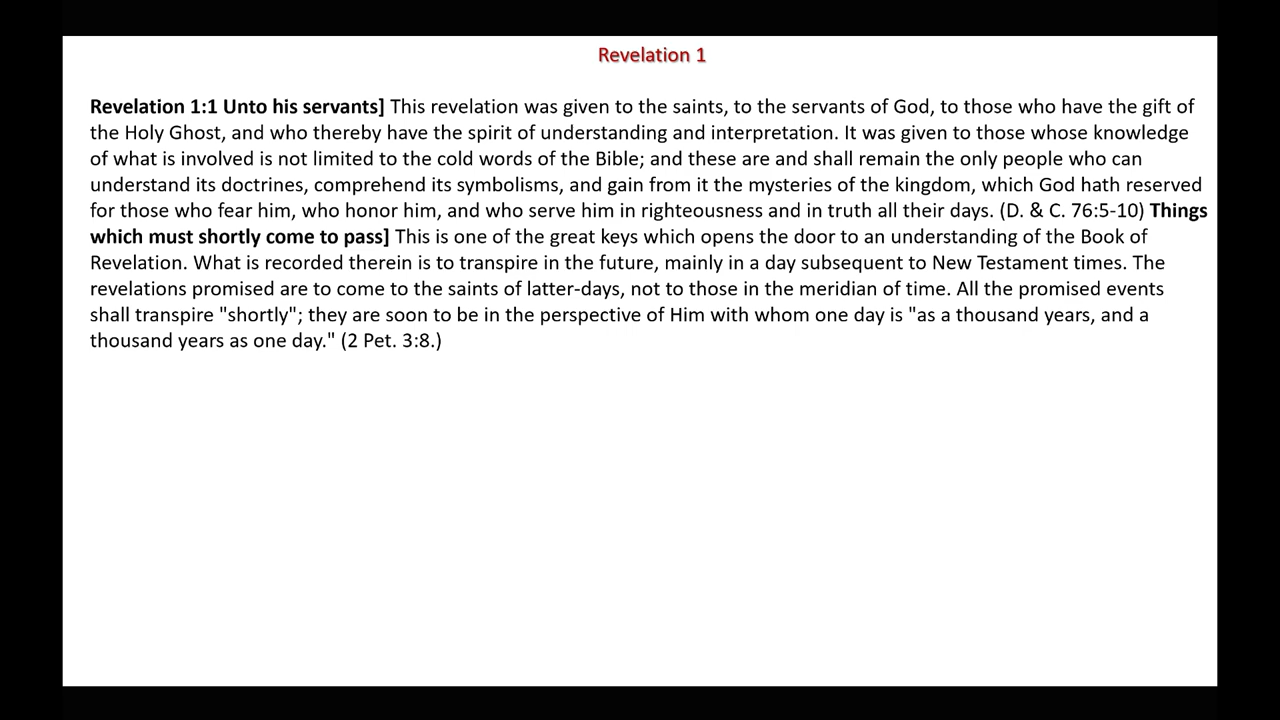 Revelation 1
Revelation 1:1 Unto his servants] This revelation was given to the saints, to the servants of God, to those who have the gift of
the Holy Ghost, and who thereby have the spirit of understanding and interpretation. It was given to those whose knowledge
of what is involved is not limited to the cold words of the Bible; and these are and shall remain the only people who can
understand its doctrines, comprehend its symbolisms, and gain from it the mysteries of the kingdom, which God hath reserved
for those who fear him, who honor him, and who serve him in righteousness and in truth all their days. (D. & C. 76:5-10) Things
which must shortly come to pass] This is one of the great keys which opens the door to an understanding of the Book of
Revelation. What is recorded therein is to transpire in the future, mainly in a day subsequent to New Testament times. The
revelations promised are to come to the saints of latter-days, not to those in the meridian of time. All the promised events
shall transpire "shortly"; they are soon to be in the perspective of Him with whom one day is "as a thousand years, and a
thousand years as one day." (2 Pet. 3:8.)